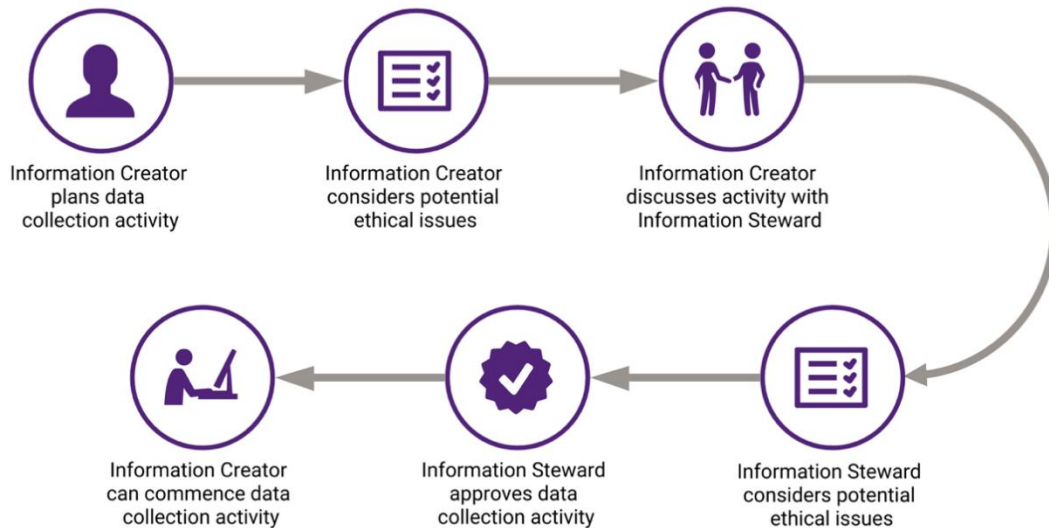 Information Creator
plans data
collection activity
Information Creator
considers potential
ethical issues
Information Creator
discusses activity with
Information Steward
Information Creator
can commence data
collection activity
Information Steward
approves data
collection activity
Information Steward
considers potential
ethical issues